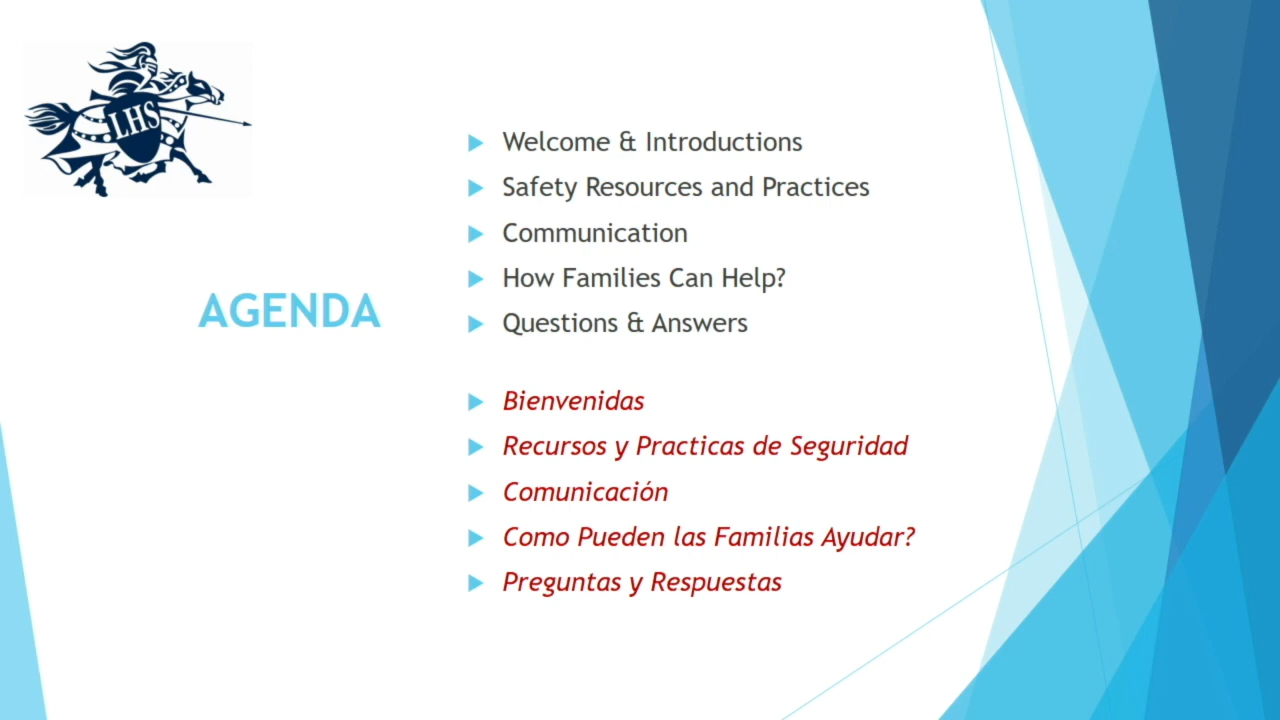 LHS
AGENDA
Welcome & Introductions
Safety Resources and Practices
Communication
How Families Can Help?
Questions & Answers
Bienvenidas
Recursos y Practicas de Seguridad
Comunicación
Como Pueden las Familias Ayudar?
Preguntas y Respuestas